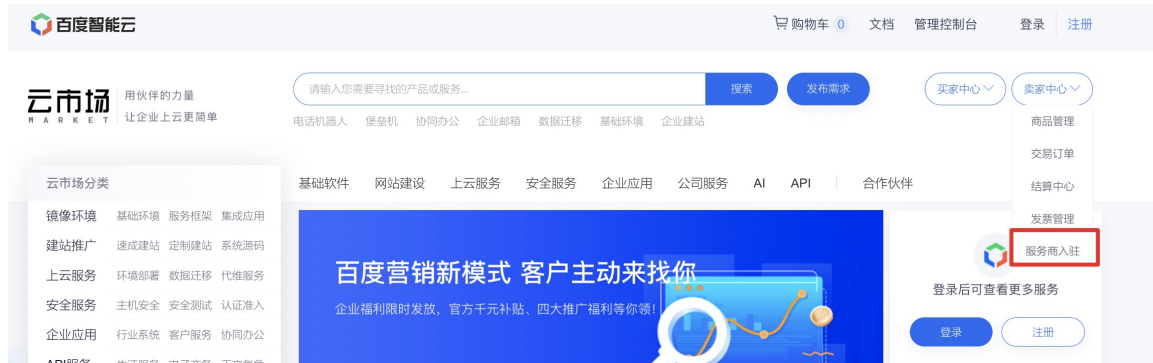 百度智能云
购物车 0 文档 管理控制台 登录 注册
云市场
MARKET
用伙伴的力量
让企业上云更简单
请输入您需要寻找的产品或服务...
搜索
发布需求
买家中心
卖家中心
电话机器人 堡垒机 协同办公 企业邮箱 数据迁移 基础环境 企业建站
商品管理
交易订单
结算中心
发票管理
服务商入驻
云市场分类
基础软件 网站建设 上云服务 安全服务 企业应用 公司服务 AI API 合作伙伴
镜像环境 基础环境 服务框架 集成应用
建站推广 速成建站 定制建站 系统源码
上云服务 环境部署 数据迁移 代维服务
安全服务 主机安全 安全测试 认证准入
企业应用 行业系统 客户服务 协同办公
百度营销新模式 客户主动来找你
企业福利限时发放，官方千元补贴、四大推广福利等你领！
登录后可查看更多服务
登录 注册